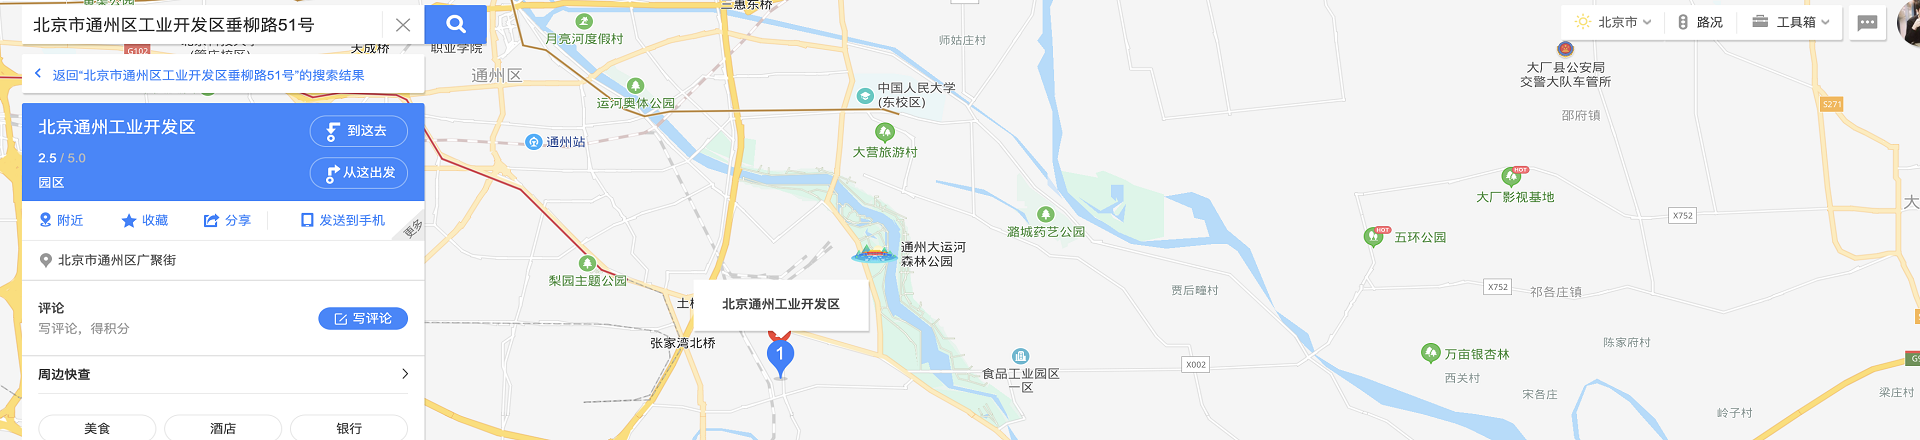 三惠东桥
北京市通州区工业开发区垂柳路51号
月亮河度假村
师姑庄村
北京市
路况
工具箱
G102
天成桥
职业学院
返回"北京市通州区工业开发区垂柳路51号"的搜索结果
通州区
大厂县公安局
交警大队车管所
运河奥体公园
中国人民大学
(东校区)
S271
邵府镇
北京通州工业开发区
到这去
通州站
大营旅游村
2.5 / 5.0
园区
从这出发
HOT
大厂影视基地
附近
收藏
分享
发送到手机
更多
潞城药艺公园
X752
HOT
五环公园
通州大运河
森林公园
北京市通州区广聚街
梨园主题公园
贾后疃村
X752
祁各庄镇
北京通州工业开发区
评论
写评论，得积分
写评论
张家湾北桥
1
食品工业园区
一区
X002
万亩银杏林
西关村
陈家府村
周边快查
宋各庄
梁庄村
岭子村
美食
酒店
银行